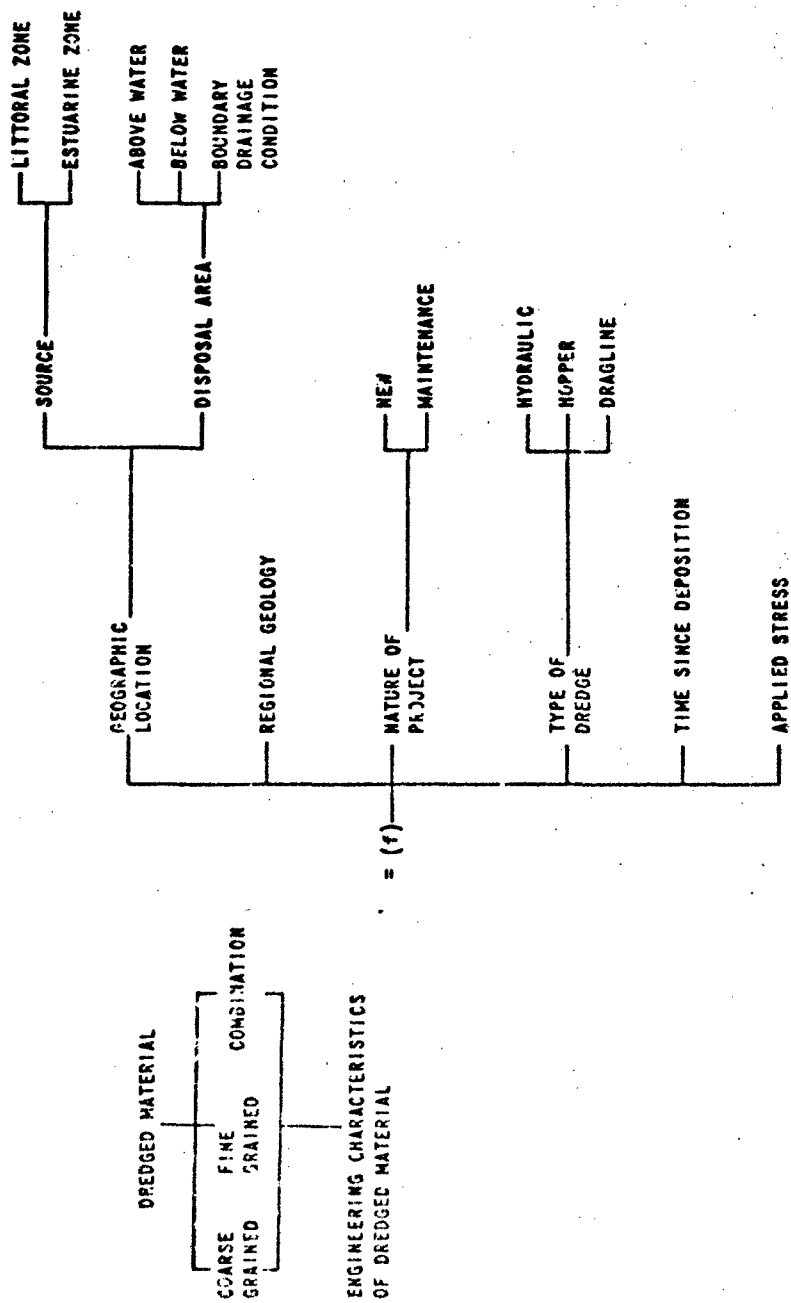 DREDGED MATERIAL
COARSE
GRAINED
FINE
GRAINED
COMBINATION
ENGINEERING CHARACTERISTICS
OF DREDGED MATERIAL
= (f)
GEOGRAPHIC
LOCATION
SOURCE
LITTORAL ZONE
ESTUARINE ZONE
DISPOSAL AREA
ABOVE WATER
BELOW WATER
BOUNDARY
DRAINAGE
CONDITION
REGIONAL GEOLOGY
NATURE OF
PROJECT
NEW
MAINTENANCE
TYPE OF
DREDGE
HYDRAULIC
HOPPER
DRAGLINE
TIME SINCE DEPOSITION
APPLIED STRESS